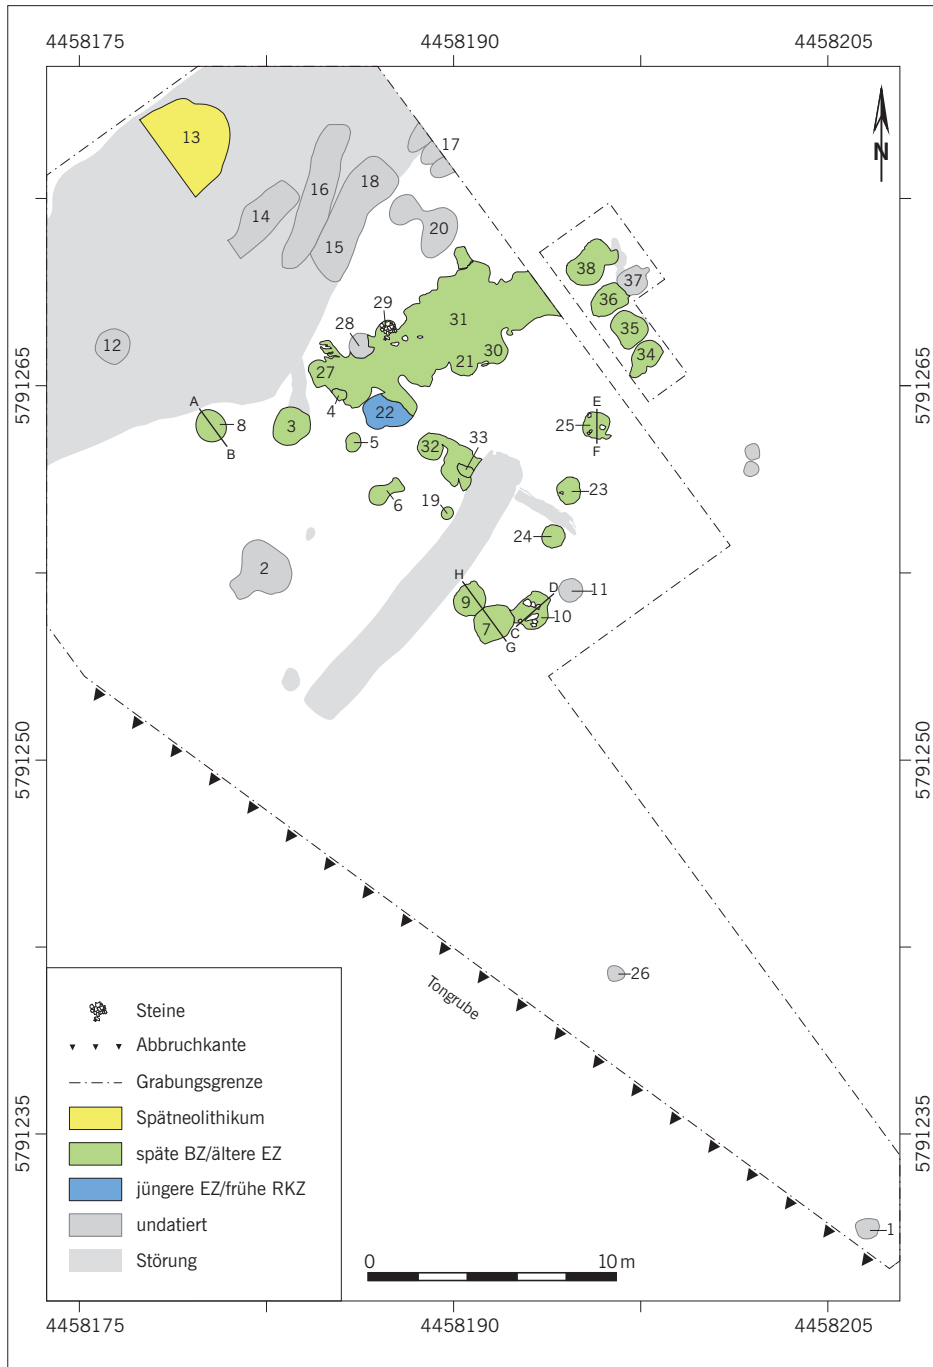 4458175 4458190 4458205
N
13
17
16
18
14
15
20
38
37
36
35
34
29
31
28
12
30
21
27
4
22
5791265 5791265
A
8
B
3
5
E
25
F
33
32
6
19
23
24
2
H
D
11
9
7
C
10
G
5791250 5791250
26
Tongrube
Steine
Abbruchkante
Grabungsgrenze
Spätneolithikum
späte BZ/ältere EZ
jüngere EZ/frühe RKZ
undatiert
Störung
5791235 5791235
1
0 10 m
4458175 4458190 4458205